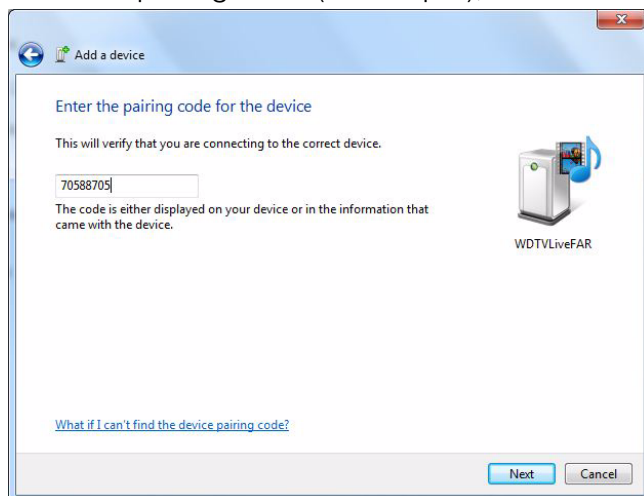 Add a device
Enter the pairing code for the device
This will verify that you are connecting to the correct device.
70588705
The code is either displayed on your device or in the information that
came with the device.
WDTVLiveFAR
What if I can't find the device pairing code?
Next Cancel